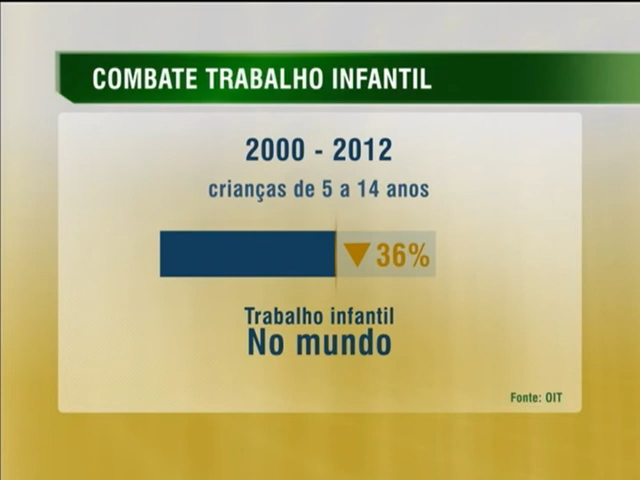 COMBATE TRABALHO INFANTIL
2000 - 2012
crianças de 5 a 14 anos
▼ 36%
Trabalho infantil
No mundo
Fonte: OIT